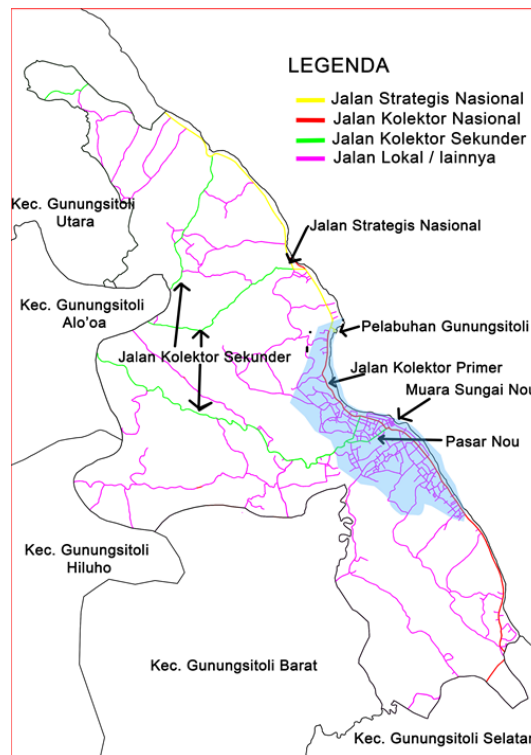 LEGENDA
Jalan Strategis Nasional
Jalan Kolektor Nasional
Jalan Kolektor Sekunder
Jalan Lokal / lainnya
Kec. Gunungsitoli
Utara
Jalan Strategis Nasional
Kec. Gunungsitoli
Alo'oa
Pelabuhan Gunungsitoli
Jalan Kolektor Sekunder
Jalan Kolektor Primer
Muara Sungai Nou
Pasar Nou
Kec. Gunungsitoli
Hiluho
Kec. Gunungsitoli Barat
Kec. Gunungsitoli Selatan